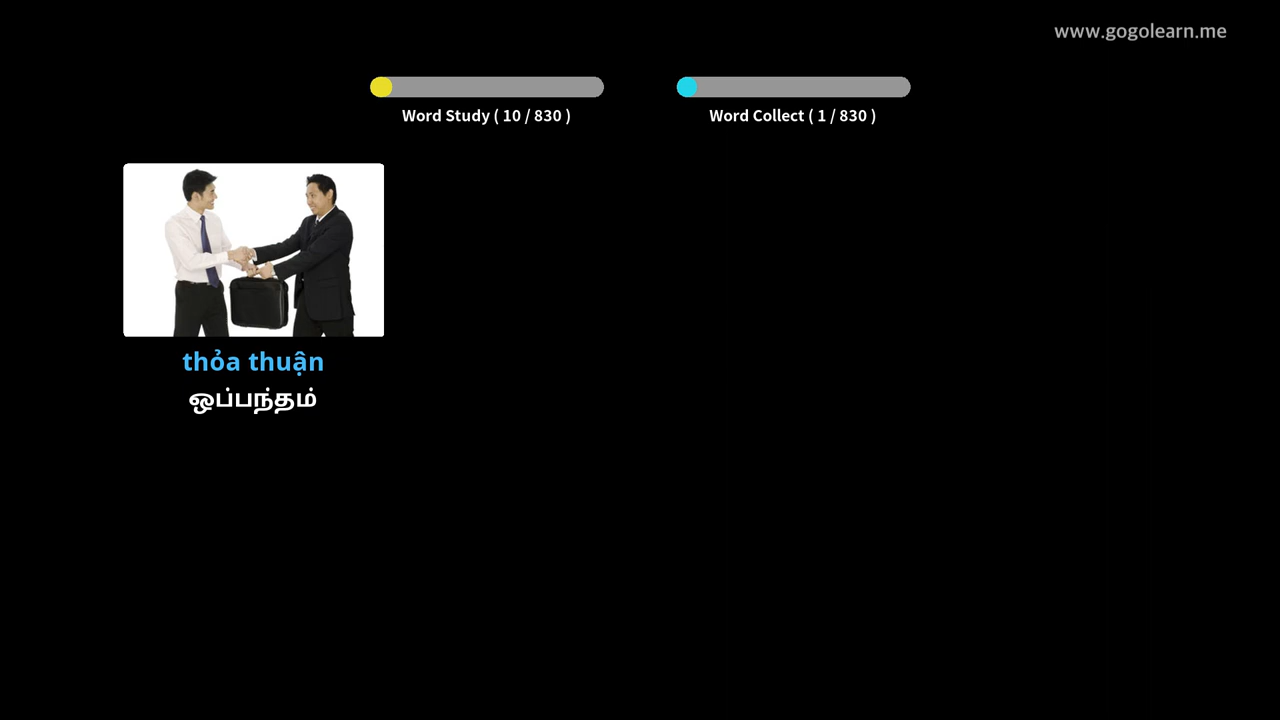 www.gogolearn.me
Word Study ( 10 / 830 )
Word Collect ( 1 / 830 )
thỏa thuận
ஒப்பந்தம்